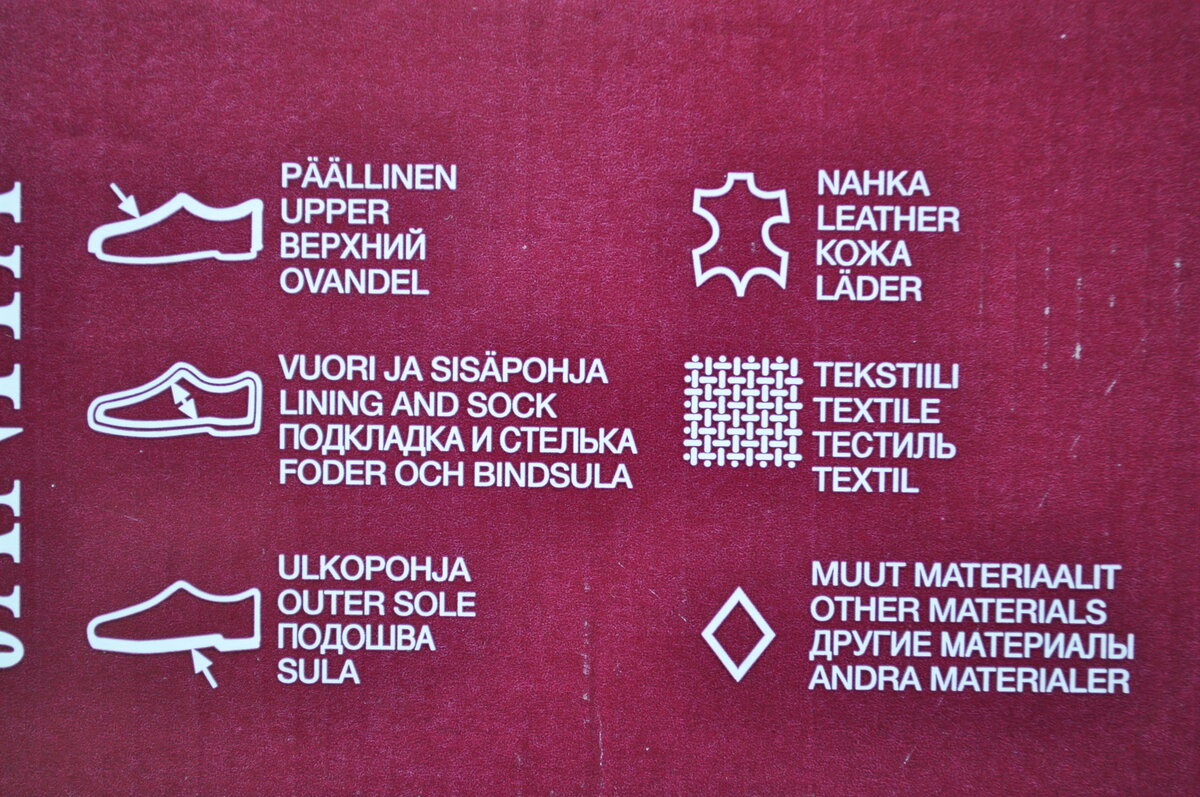 PÄÄLLINEN
UPPER
ВЕРХНИЙ
OVANDEL
NAHKA
LEATHER
КОЖА
LÄDER
VUORI JA SISÄPOHJA
LINING AND SOCK
ПОДКЛАДКА И СТЕЛЬКА
FODER OCH BINDSULA
TEKSTIILI
TEXTILE
ТЕСТИЛЬ
TEXTIL
ULKOPOHJA
OUTER SOLE
ПОДОШВА
SULA
MUUT MATERIAALIT
OTHER MATERIALS
ДРУГИЕ МАТЕРИАЛЫ
ANDRA MATERIALER